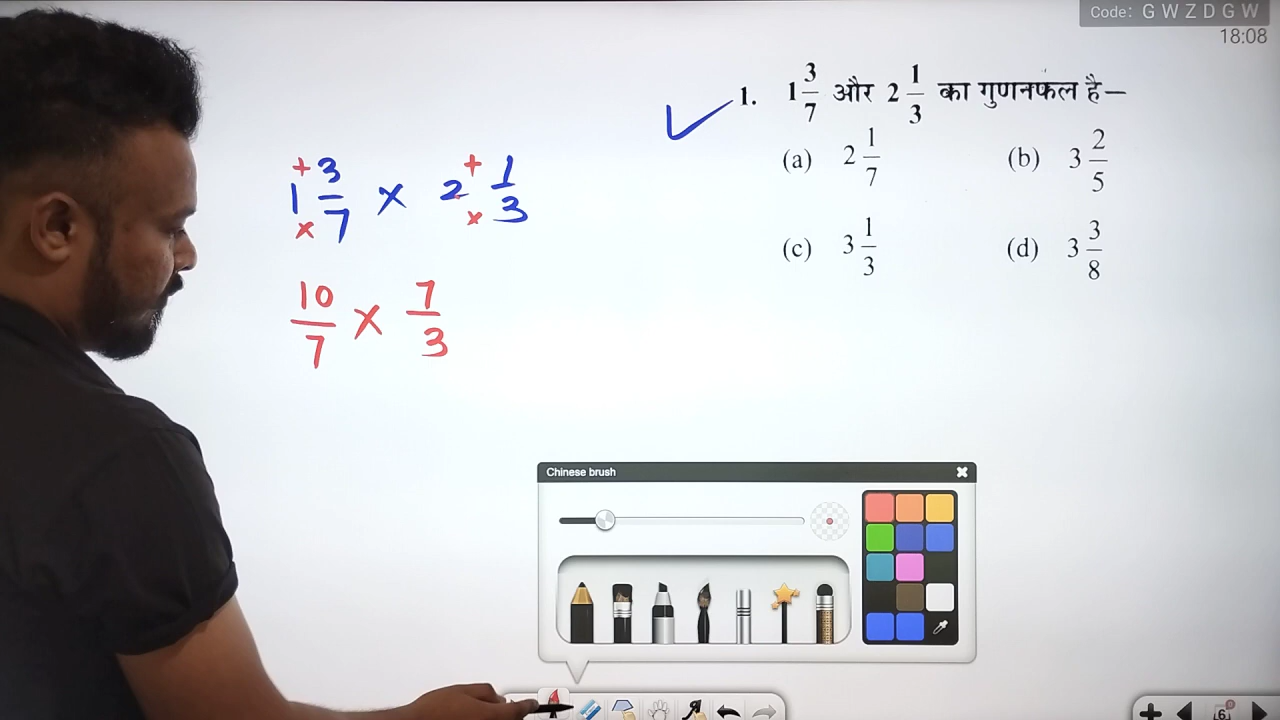 Code: G W Z D G W
18:08
1. 1 3/7 और 2 1/3 का गुणनफल है–
(a) 2 1/7 (b) 3 2/5
(c) 3 1/3 (d) 3 3/8
1 3/7 × 2 1/3
+ +
× ×
10/7 × 7/3
Chinese brush
6